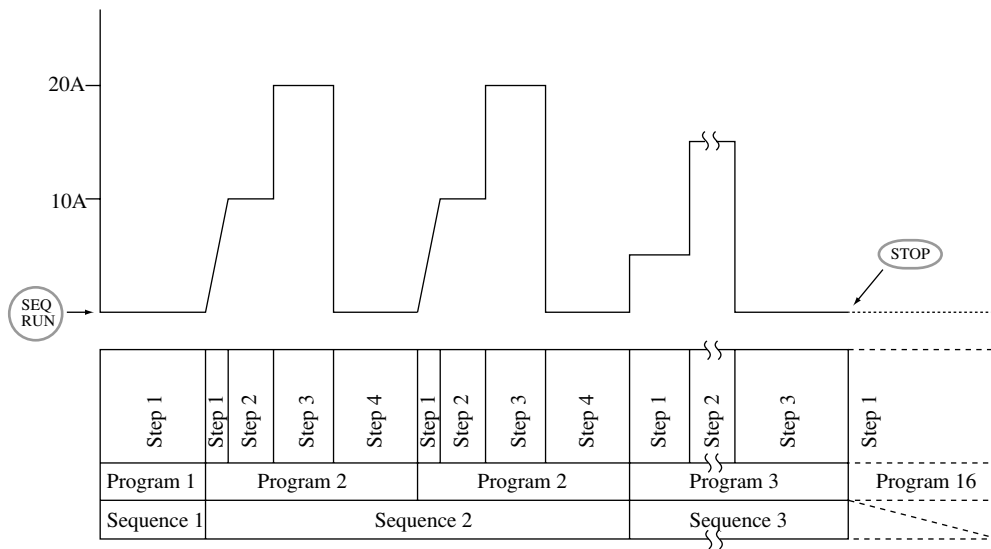 20A
10A
STOP
SEQ
RUN
Step 1
Step 1
Step 2
Step 3
Step 4
Step 1
Step 2
Step 3
Step 4
Step 1
Step 2
Step 3
Step 1
Program 1
Program 2
Program 2
Program 3
Program 16
Sequence 1
Sequence 2
Sequence 3